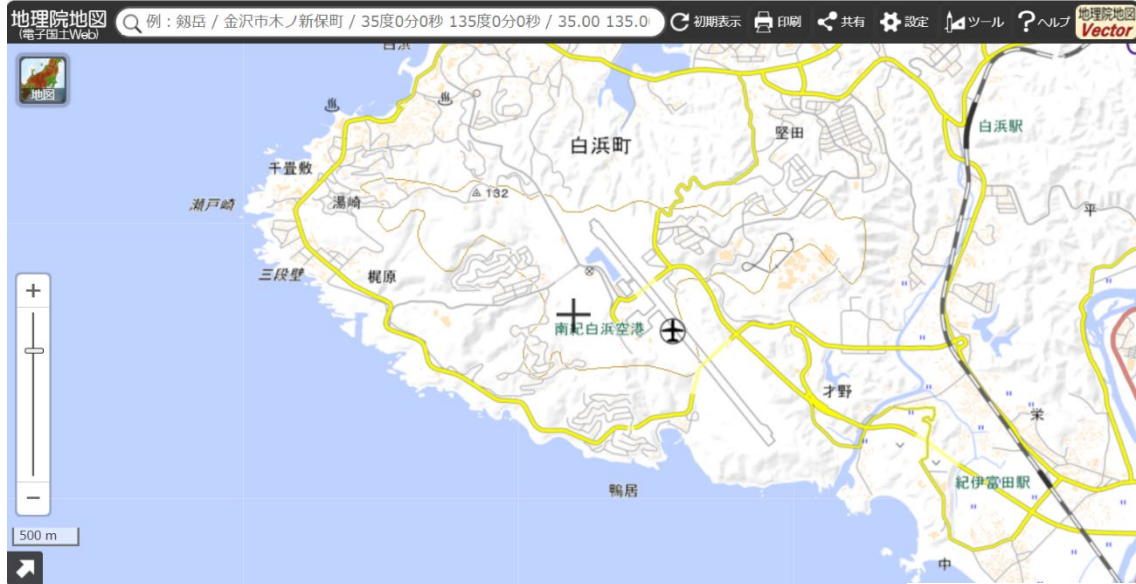 地理院地図
(電子国土Web)
例：剱岳 / 金沢市木ノ新保町 / 35度0分0秒 135度0分0秒 / 35.00 135.0
初期表示
印刷
共有
設定
ツール
ヘルプ
地理院地図
Vector
地図
白浜
白浜町
堅田
白浜駅
千畳敷
132
瀬戸崎
湯崎
平
三段壁
梶原
南紀白浜空港
才野
栄
鴨居
紀伊富田駅
中
+
−
500 m